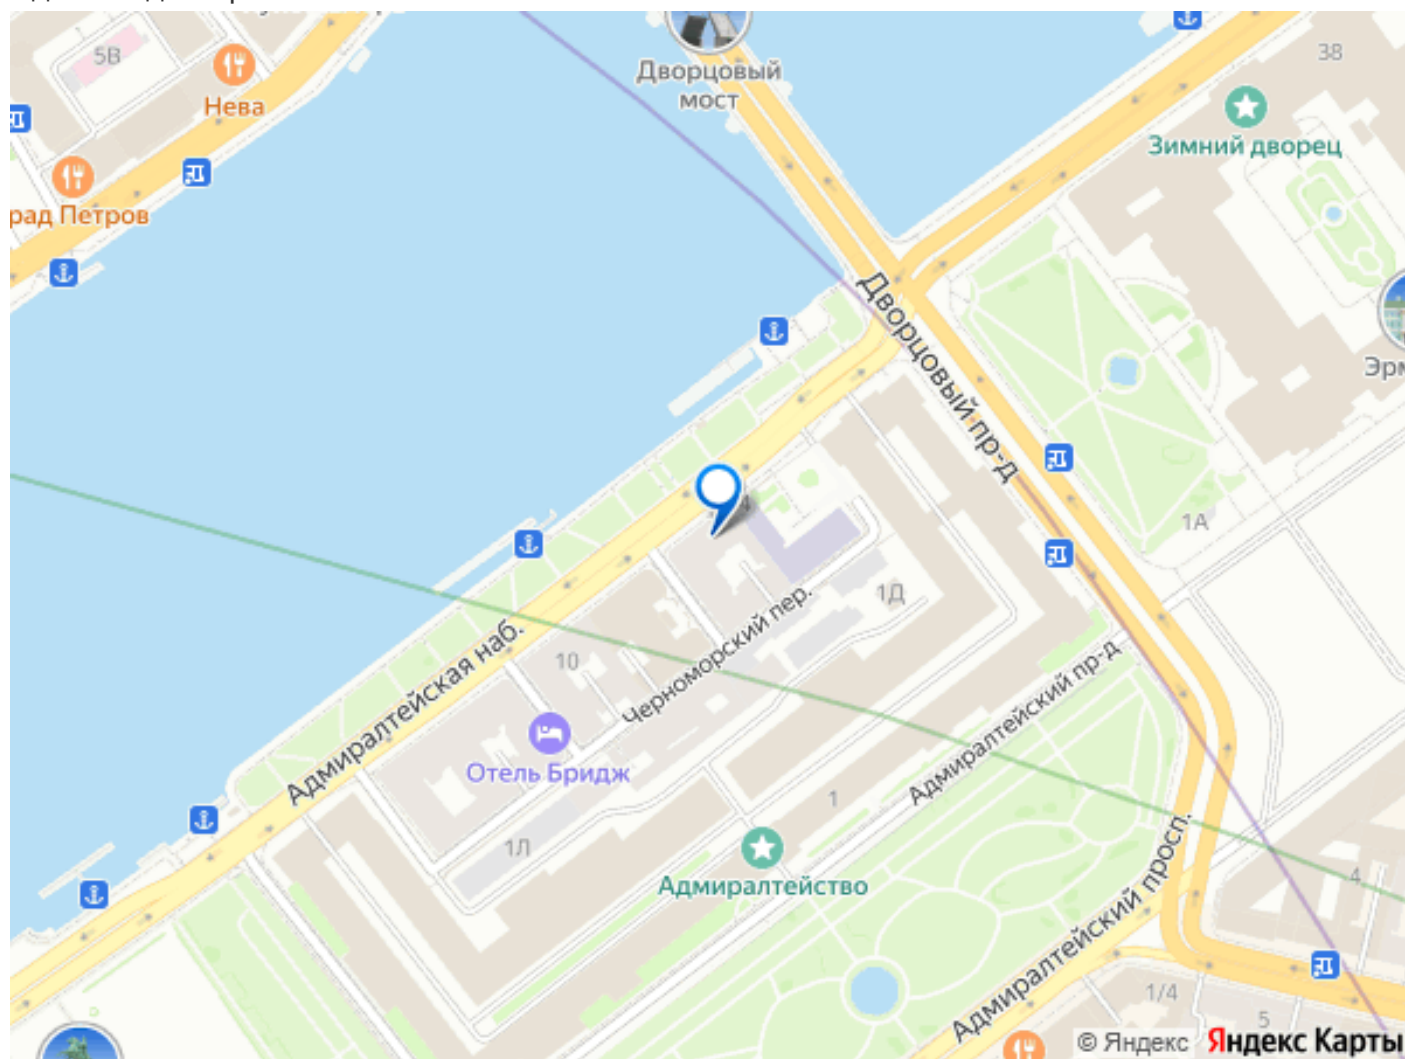 5В
38
Дворцовый
мост
Нева
Зимний дворец
рад Петров
Дворцовый пр-д
Эрм
4
1А
1Д
Черноморский пер.
10
Адмиралтейская наб.
Адмиралтейский пр-д
Отель Бридж
1
1Л
Адмиралтейство
4
Адмиралтейский просп.
1/4
5
© Яндекс Яндекс Карты